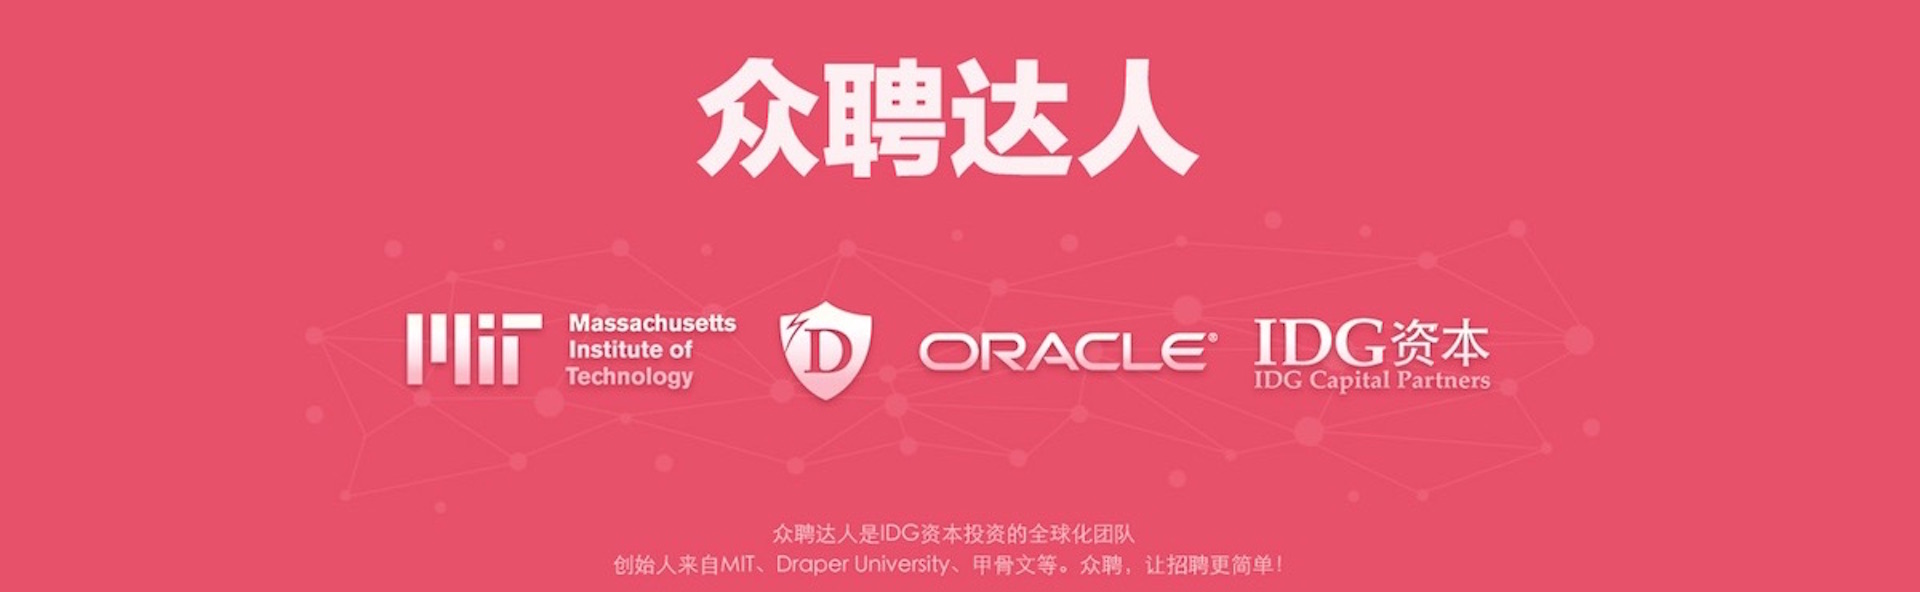 众聘达人
MIT Massachusetts
Institute of
Technology
D
ORACLE®
IDG资本
IDG Capital Partners
众聘达人是IDG资本投资的全球化团队
创始人来自MIT、Draper University、甲骨文等。众聘，让招聘更简单！